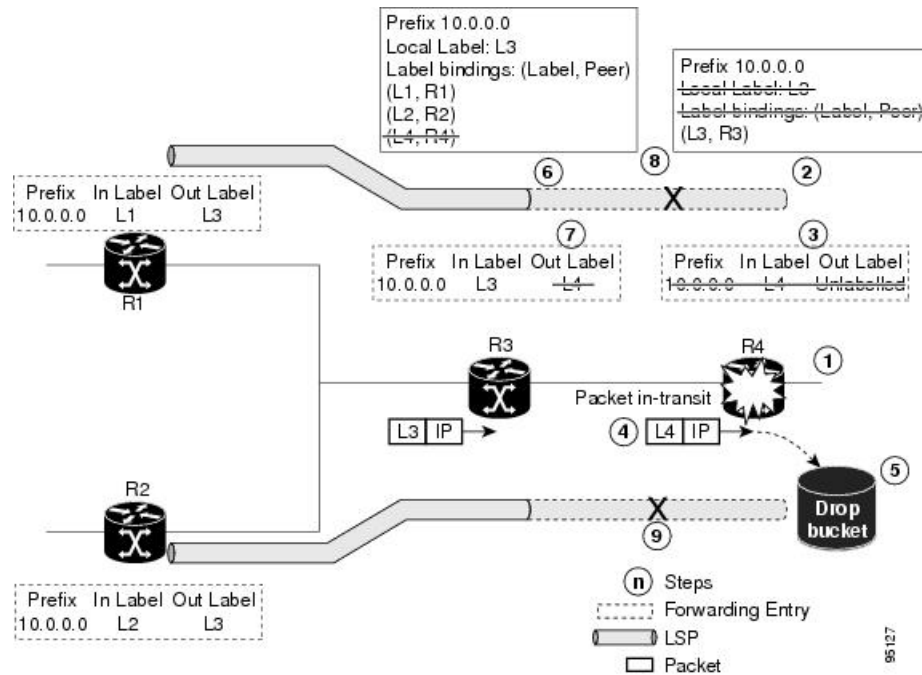 Prefix 10.0.0.0
Local Label: L3
Label bindings: (Label, Peer)
(L1, R1)
(L2, R2)
(L4, R4)
Prefix 10.0.0.0
Local Label: L3
Label bindings: (Label, Peer)
(L3, R3)
6
8
2
Prefix In Label Out Label
10.0.0.0 L1 L3
R1
7
Prefix In Label Out Label
10.0.0.0 L3 L4
3
Prefix In Label Out Label
10.0.0.0 L4 Unlabelled
R3
R4
1
Packet in-transit
L3 IP
4
L4 IP
5
Drop
bucket
R2
9
Prefix In Label Out Label
10.0.0.0 L2 L3
n Steps
Forwarding Entry
LSP
Packet
95127